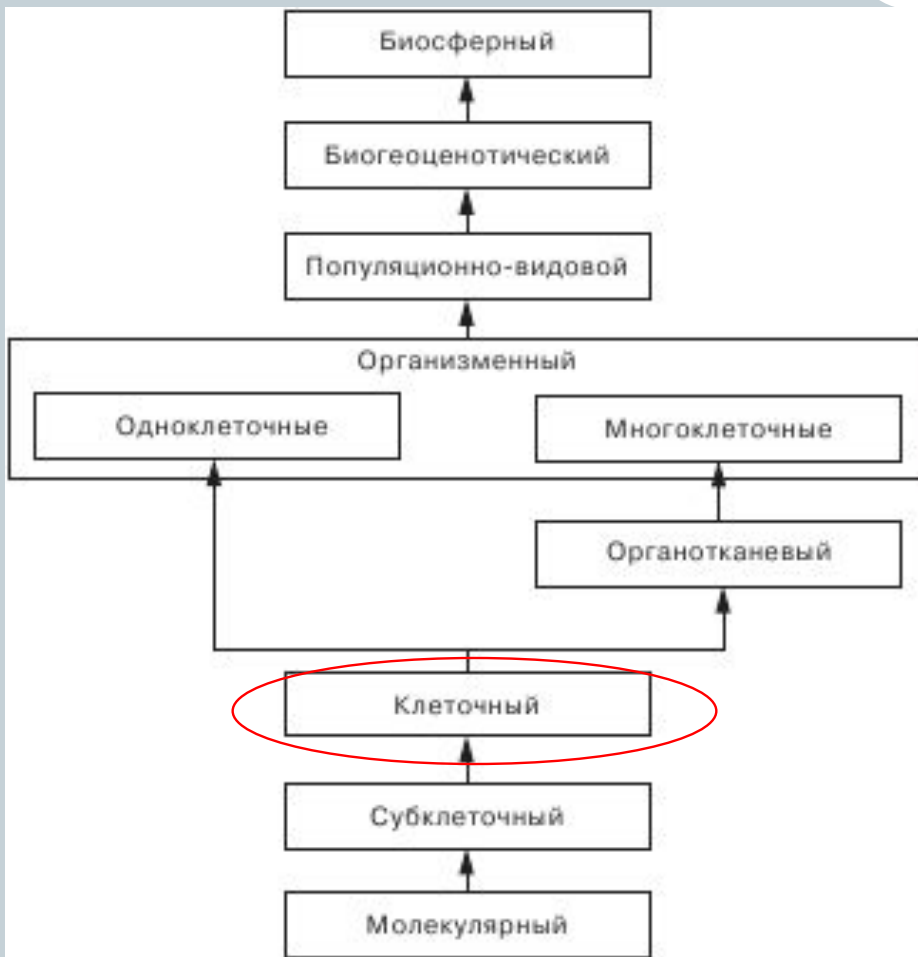 Биосферный
Биогеоценотический
Популяционно-видовой
Организменный
Одноклеточные
Многоклеточные
Органотканевый
Клеточный
Субклеточный
Молекулярный